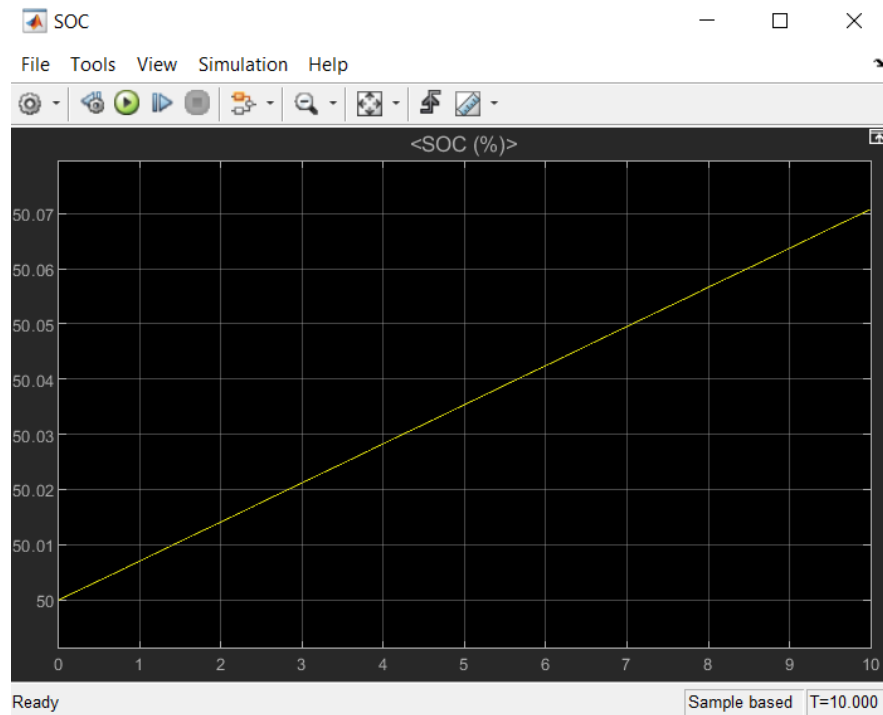 SOC
File Tools View Simulation Help
<SOC (%)>
50.07
50.06
50.05
50.04
50.03
50.02
50.01
50
0 1 2 3 4 5 6 7 8 9 10
Ready Sample based T=10.000